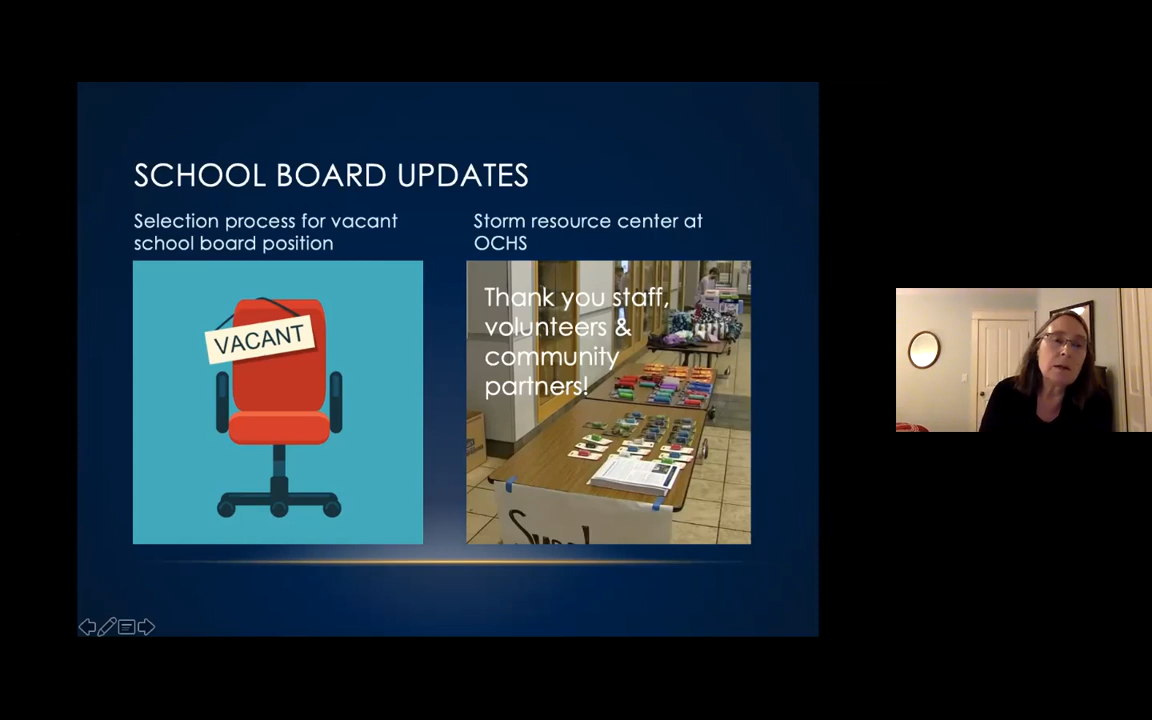 SCHOOL BOARD UPDATES
Selection process for vacant
school board position
VACANT
Storm resource center at
OCHS
Thank you staff,
volunteers &
community
partners!